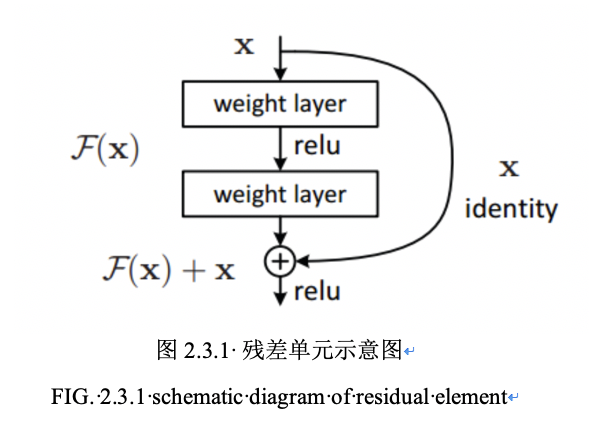 x
weight layer
F(x)
relu
x
weight layer
identity
F(x) + x
relu
图 2.3.1· 残差单元示意图↵
FIG.·2.3.1·schematic·diagram·of·residual·element↵